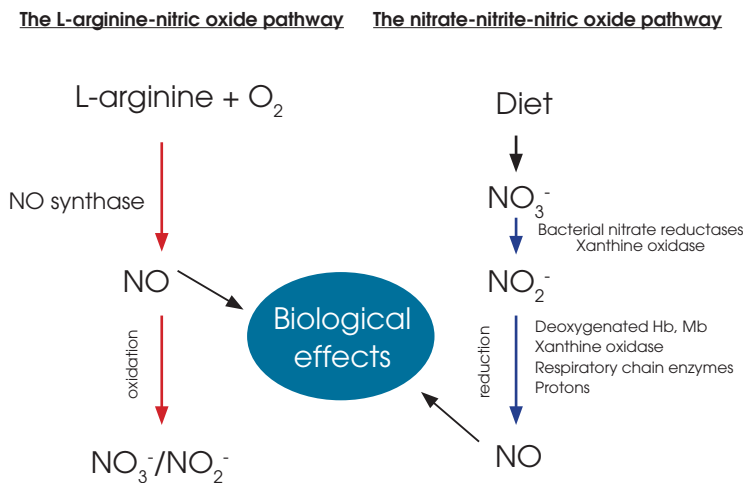 The L-arginine-nitric oxide pathway
L-arginine + O₂
NO synthase
NO
oxidation
NO₃⁻/NO₂⁻
Biological
effects
The nitrate-nitrite-nitric oxide pathway
Diet
NO₃⁻
Bacterial nitrate reductases
Xanthine oxidase
NO₂⁻
reduction
Deoxygenated Hb, Mb
Xanthine oxidase
Respiratory chain enzymes
Protons
NO